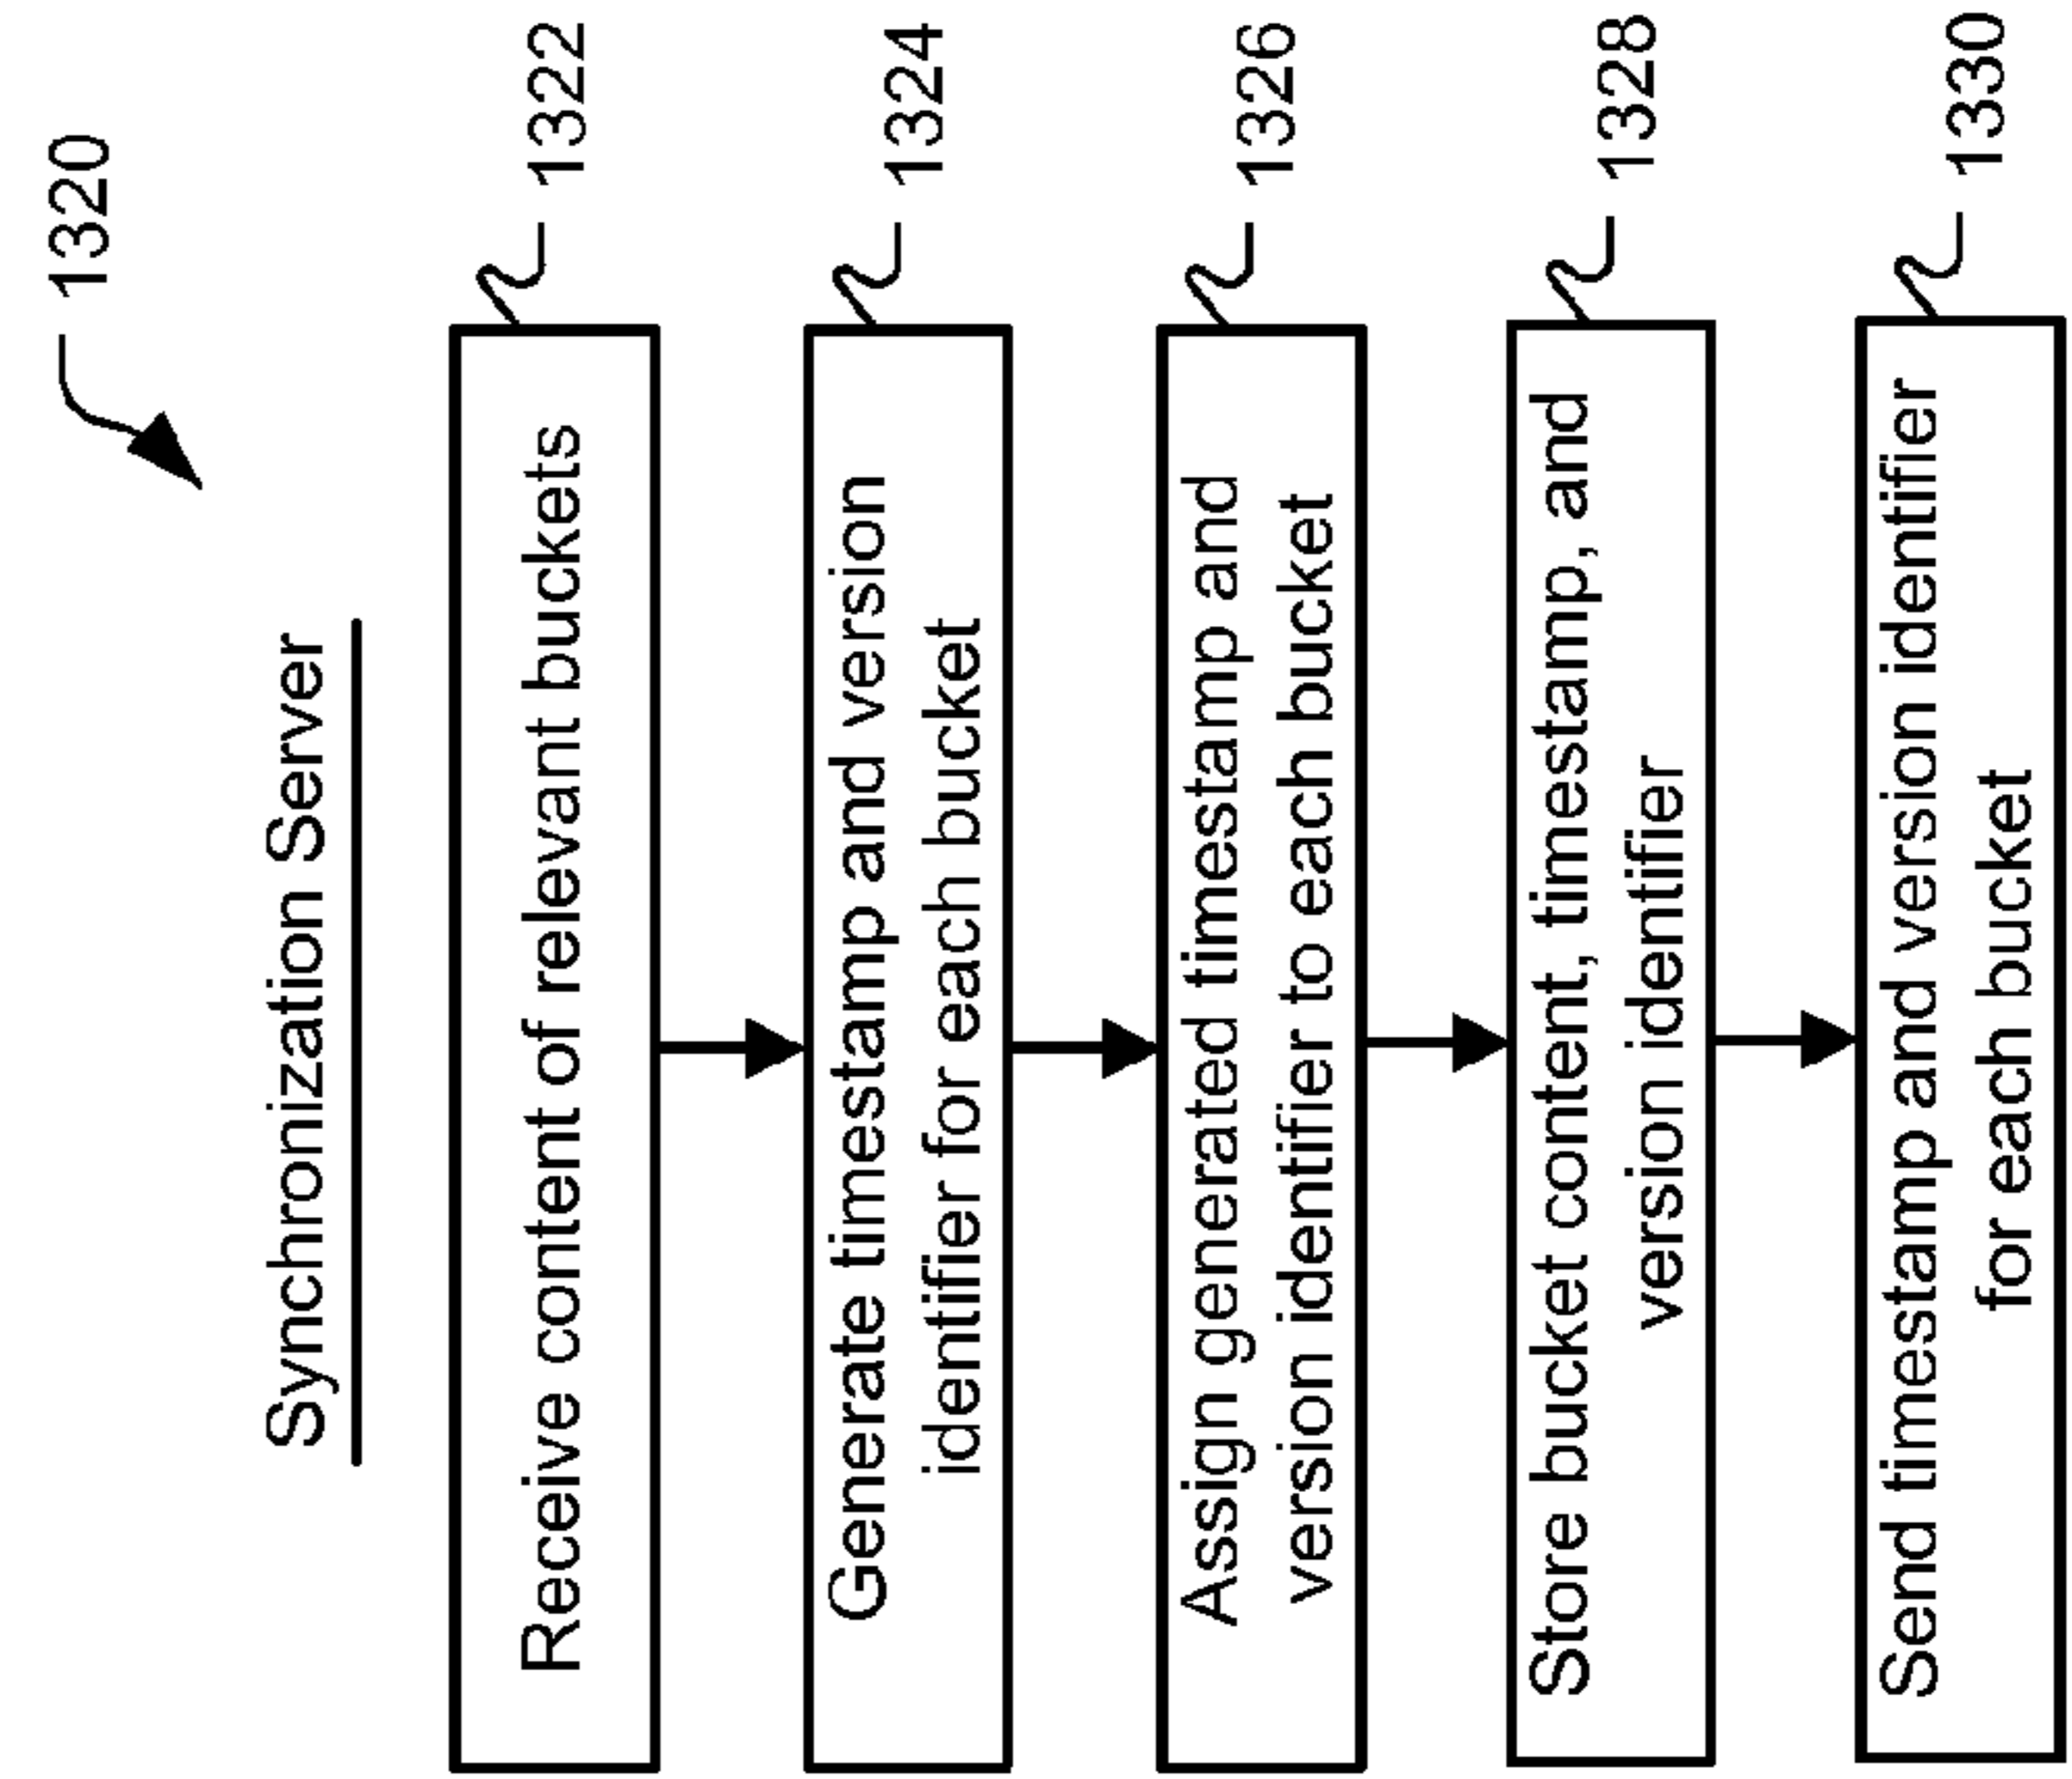 1320
Synchronization Server
Receive content of relevant buckets
1322
Generate timestamp and version
identifier for each bucket
1324
Assign generated timestamp and
version identifier to each bucket
1326
Store bucket content, timestamp, and
version identifier
1328
Send timestamp and version identifier
for each bucket
1330